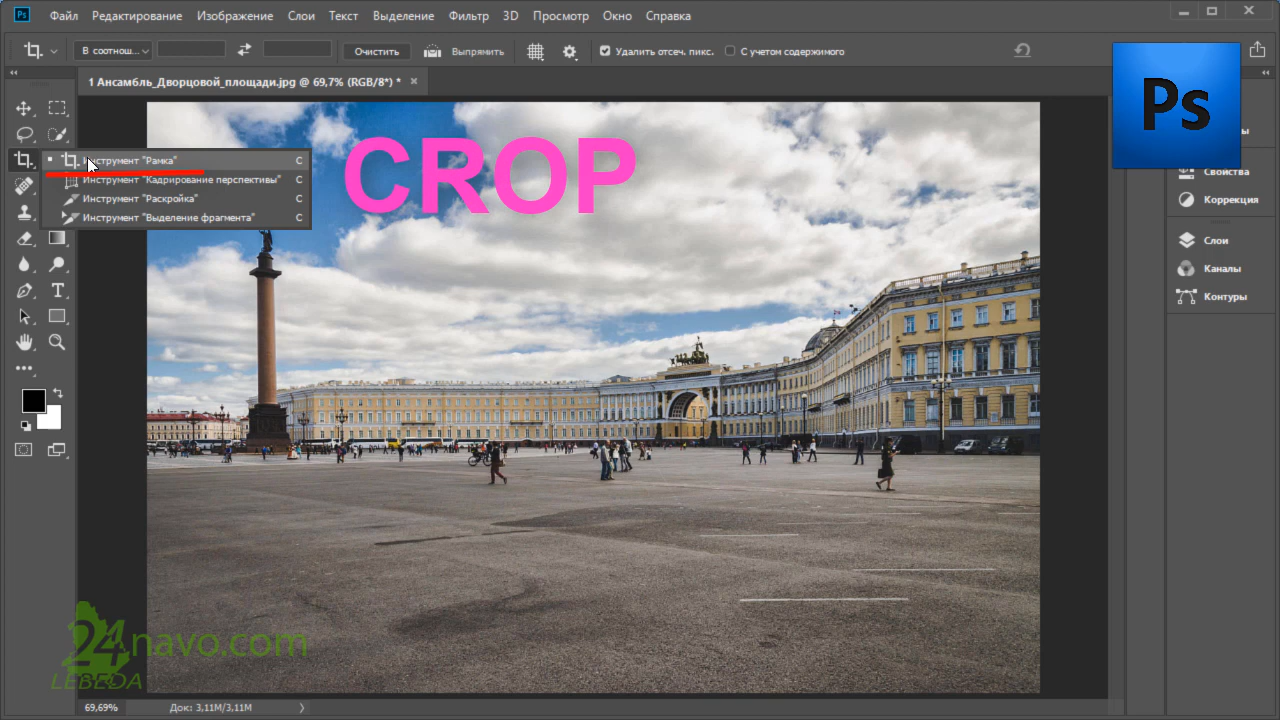 Ps
Файл Редактирование Изображение Слои Текст Выделение Фильтр 3D Просмотр Окно Справка
В соотнош... Очистить Выпрямить Удалить отсеч. пикс. С учетом содержимого
1 Ансамбль_Дворцовой_площади.jpg @ 69,7% (RGB/8*) *
Ps
CROP
Инструмент "Рамка" C
Инструмент "Кадрирование перспективы" C
Инструмент "Раскройка" C
Инструмент "Выделение фрагмента" C
Свойства
Коррекция
Слои
Каналы
Контуры
24navo.com
LEBEDA
69,69% Док: 3,11M/3,11M